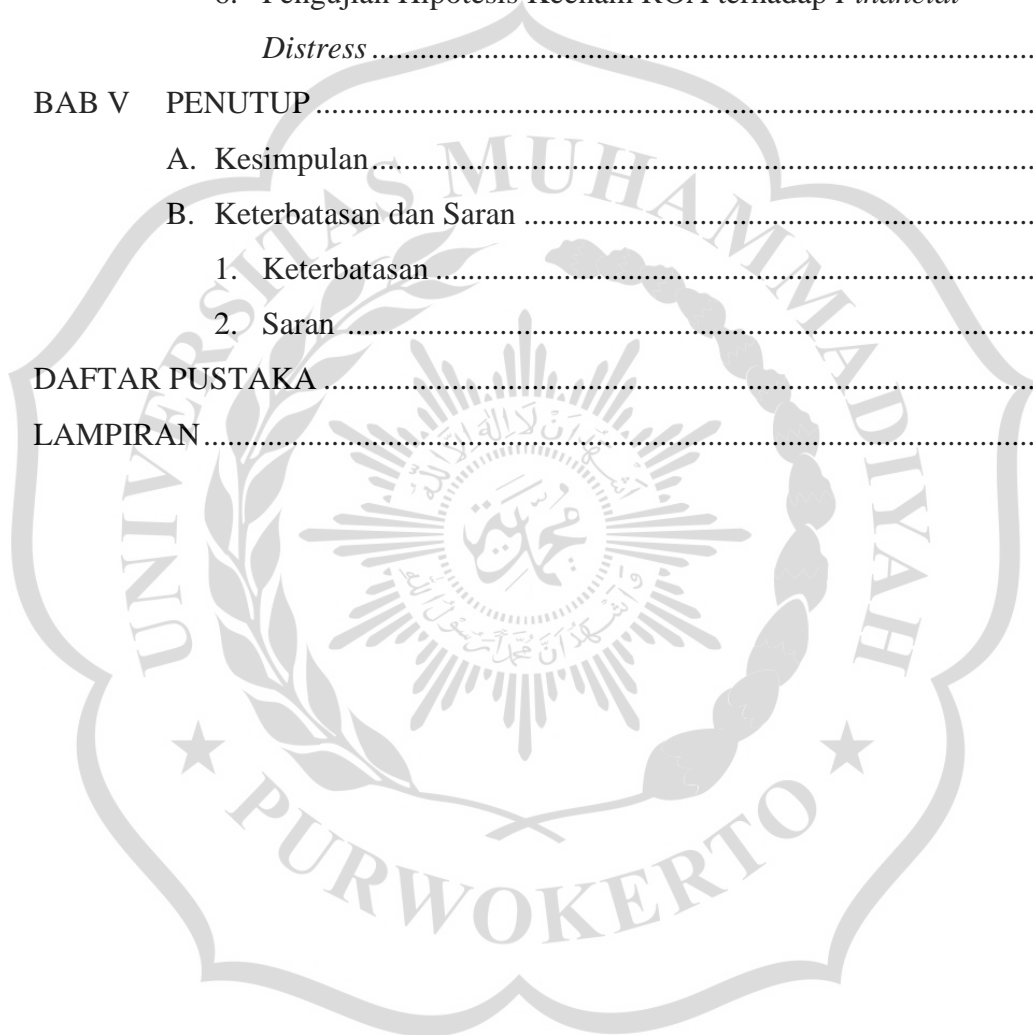 6. Pengujian Hipotesis Keenam ROA terhadap Financial
Distress ....................................................................................
BAB V PENUTUP ...........................................................................................
A. Kesimpulan....................................................................................
B. Keterbatasan dan Saran .................................................................
1. Keterbatasan ............................................................................
2. Saran .......................................................................................
DAFTAR PUSTAKA ..........................................................................................
LAMPIRAN.........................................................................................................
UNIVERSITAS MUHAMMADIYAH
PURWOKERTO